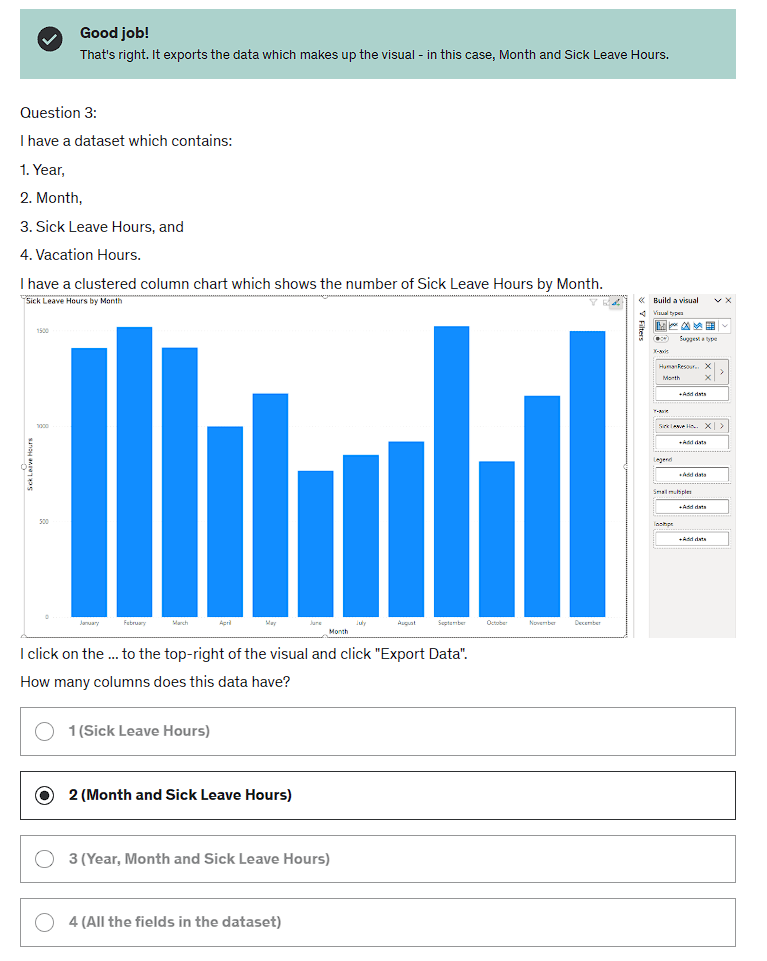 Good job!
That's right. It exports the data which makes up the visual - in this case, Month and Sick Leave Hours.
Question 3:
I have a dataset which contains:
1. Year,
2. Month,
3. Sick Leave Hours, and
4. Vacation Hours.
I have a clustered column chart which shows the number of Sick Leave Hours by Month.
Sick Leave Hours by Month
1500
1000
500
0
Sick Leave Hours
January February March April May June July August September October November December
Month
Filters
Build a visual
Visual types
Suggest a type
X-axis
HumanResour...
Month
+Add data
Y-axis
Sick Leave Ho...
+Add data
Legend
+Add data
Small multiples
+Add data
Tooltips
+Add data
I click on the ... to the top-right of the visual and click "Export Data".
How many columns does this data have?
1 (Sick Leave Hours)
2 (Month and Sick Leave Hours)
3 (Year, Month and Sick Leave Hours)
4 (All the fields in the dataset)